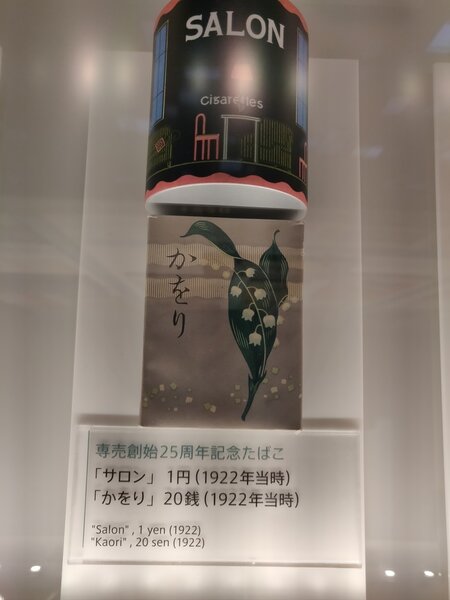 SALON
Cigarettes
かをり
専売創始25周年記念たばこ
「サロン」 1円(1922年当時)
「かをり」 20銭(1922年当時)
"Salon" , 1 yen (1922)
"Kaori" , 20 sen (1922)